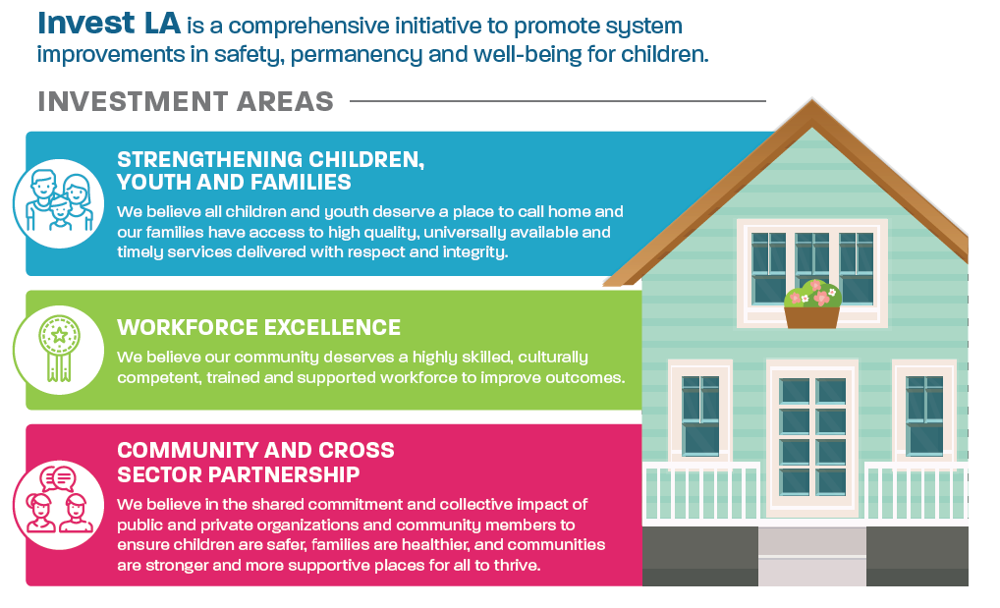 Invest LA is a comprehensive initiative to promote system
improvements in safety, permanency and well-being for children.
INVESTMENT AREAS
STRENGTHENING CHILDREN,
YOUTH AND FAMILIES
We believe all children and youth deserve a place to call home and
our families have access to high quality, universally available and
timely services delivered with respect and integrity.
WORKFORCE EXCELLENCE
We believe our community deserves a highly skilled, culturally
competent, trained and supported workforce to improve outcomes.
COMMUNITY AND CROSS
SECTOR PARTNERSHIP
We believe in the shared commitment and collective impact of
public and private organizations and community members to
ensure children are safer, families are healthier, and communities
are stronger and more supportive places for all to thrive.